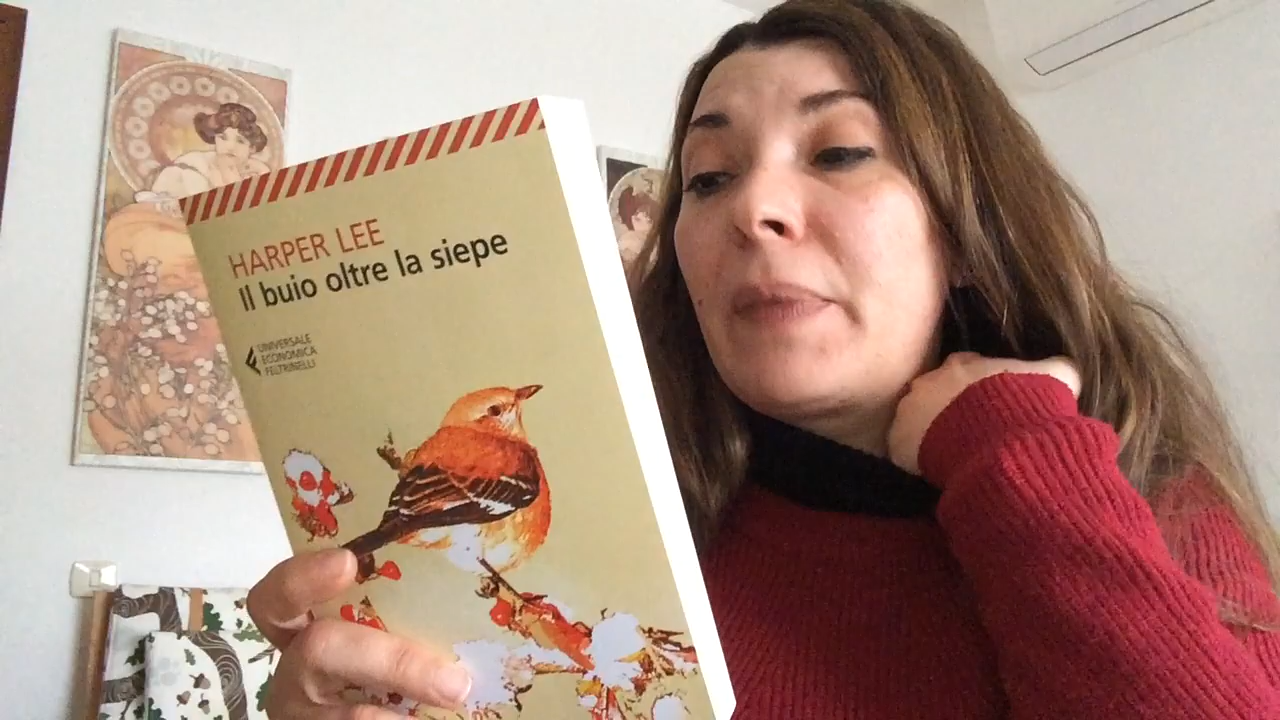 HARPER LEE
Il buio oltre la siepe
UNIVERSALE
ECONOMICA
FELTRINELLI